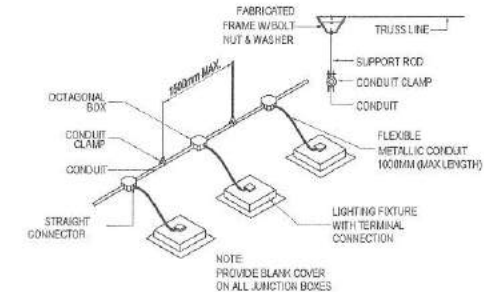 FABRICATED
FRAME W/BOLT
NUT & WASHER
TRUSS LINE
SUPPORT ROD
CONDUIT CLAMP
CONDUIT
1500mm MAX.
OCTAGONAL
BOX
CONDUIT
CLAMP
CONDUIT
FLEXIBLE
METALLIC CONDUIT
1000MM (MAX LENGTH)
STRAIGHT
CONNECTOR
LIGHTING FIXTURE
WITH TERMINAL
CONNECTION
NOTE:
PROVIDE BLANK COVER
ON ALL JUNCTION BOXES